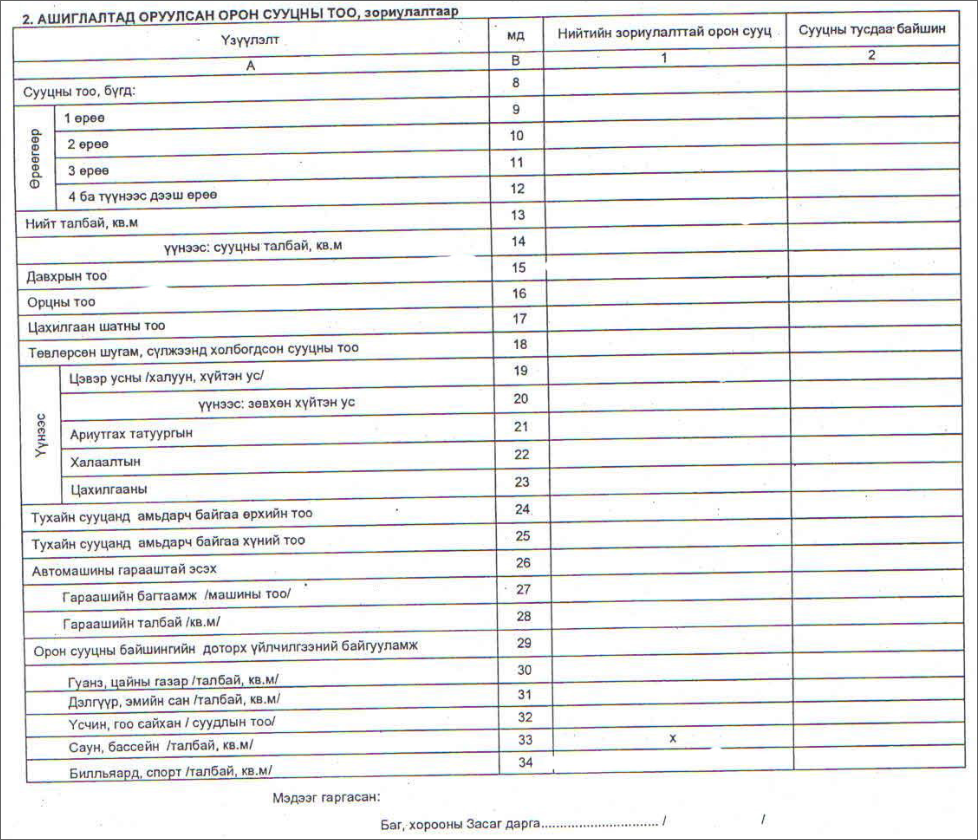 2. АШИГЛАЛТАД ОРУУЛСАН ОРОН СУУЦНЫ ТОО, зориулалтаар
Үзүүлэлт мд Нийтийн зориулалттай орон сууц Сууцны тусдаа байшин
А В 1 2
Сууцны тоо, бүгд: 8
Өрөөгөөр
1 өрөө 9
2 өрөө 10
3 өрөө 11
4 ба түүнээс дээш өрөө 12
Нийт талбай, кв.м 13
үүнээс: сууцны талбай, кв.м 14
Давхрын тоо 15
Орцны тоо 16
Цахилгаан шатны тоо 17
Төвлөрсөн шугам, сүлжээнд холбогдсон сууцны тоо 18
Үүнээс
Цэвэр усны /халуун, хүйтэн ус/ 19
үүнээс: зөвхөн хүйтэн ус 20
Ариутгах татуургын 21
Халаалтын 22
Цахилгааны 23
Тухайн сууцанд амьдарч байгаа өрхийн тоо 24
Тухайн сууцанд амьдарч байгаа хүний тоо 25
Автомашины гарааштай эсэх 26
Гараашийн багтаамж /машины тоо/ 27
Гараашийн талбай /кв.м/ 28
Орон сууцны байшингийн доторх үйлчилгээний байгууламж 29
Гуанз, цайны газар /талбай, кв.м/ 30
Дэлгүүр, эмийн сан /талбай, кв.м/ 31
Үсчин, гоо сайхан / суудлын тоо/ 32
Саун, бассейн /талбай, кв.м/ 33 х
Билльярд, спорт /талбай, кв.м/ 34
Мэдээг гаргасан:
Баг, хорооны Засаг дарга............................... / /